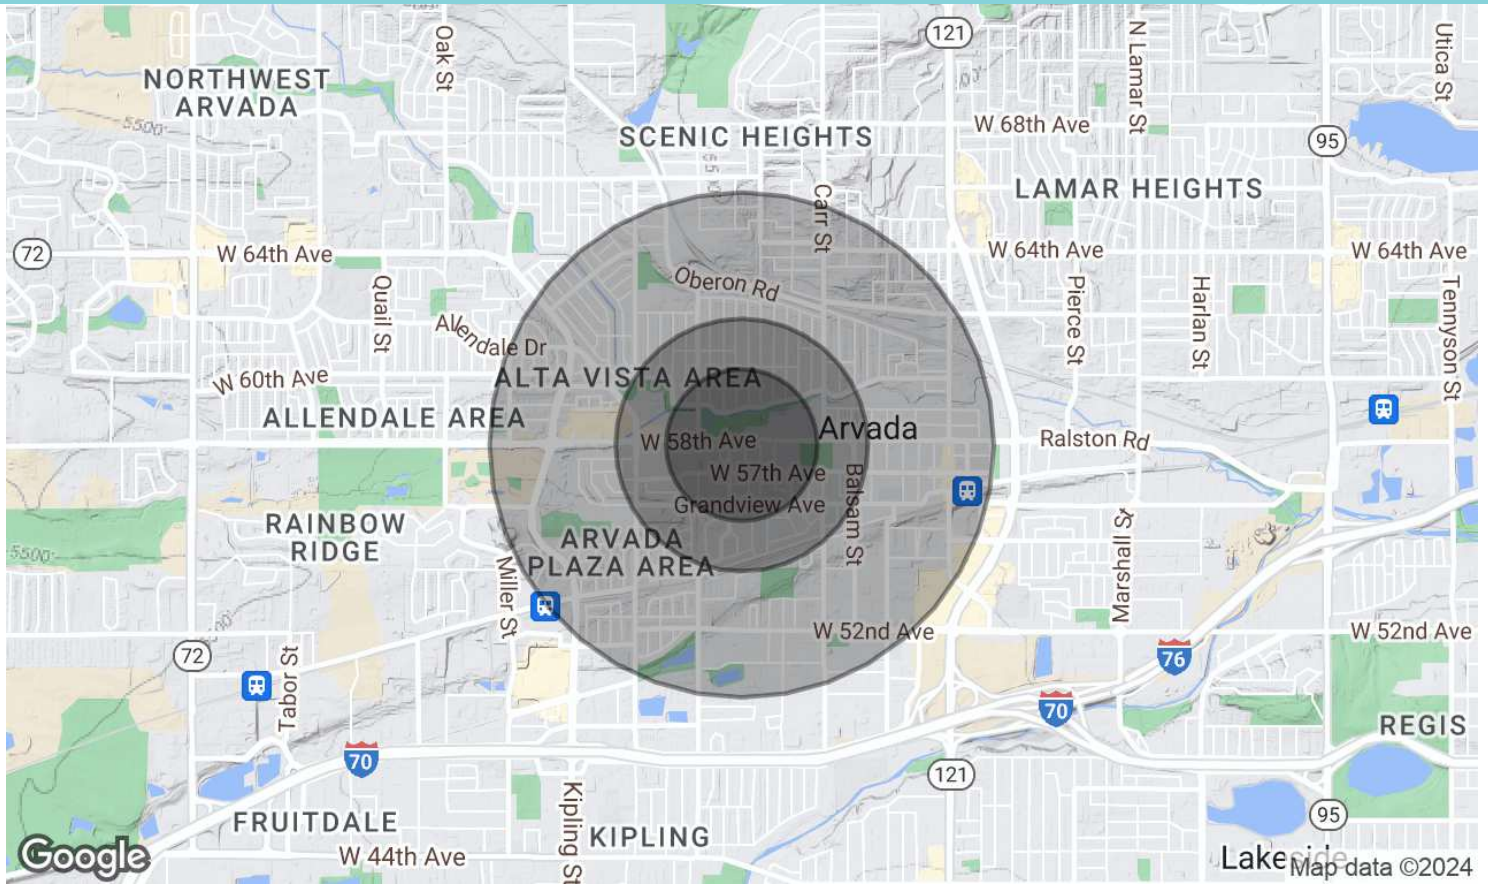 Oak St
121
N Lamar St
Utica St
NORTHWEST
ARVADA
5500'
SCENIC HEIGHTS
W 68th Ave
95
LAMAR HEIGHTS
Carr St
72
W 64th Ave
W 64th Ave
W 64th Ave
Oberon Rd
Quail St
Pierce St
Harlan St
Tennyson St
Allendale Dr
W 60th Ave
ALTA VISTA AREA
ALLENDALE AREA
Arvada
W 58th Ave
Ralston Rd
W 57th Ave
Balsam St
Grandview Ave
RAINBOW
RIDGE
ARVADA
PLAZA AREA
5500'
Marshall St
Miller St
W 52nd Ave
W 52nd Ave
72
76
Tabor St
70
REGIS
70
121
Kipling St
FRUITDALE
KIPLING
95
Google
W 44th Ave
Lakeside
Map data ©2024